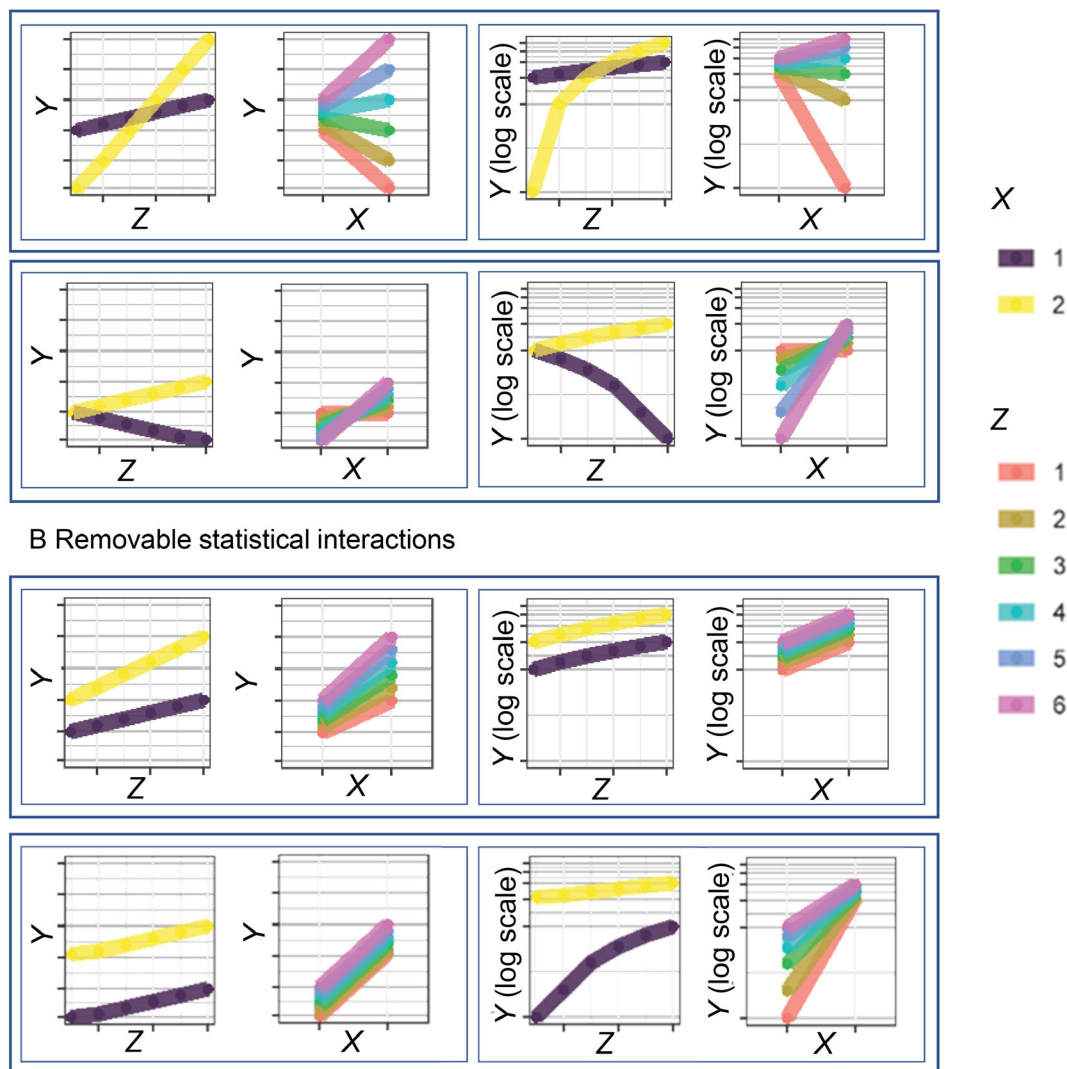 Y
Z
Y
X
Y (log scale)
Z
Y (log scale)
X
Y
Z
Y
X
Y (log scale)
Z
Y (log scale)
X
B Removable statistical interactions
Y
Z
Y
X
Y (log scale)
Z
Y (log scale)
X
Y
Z
Y
X
Y (log scale)
Z
Y (log scale)
X
X
1
2
Z
1
2
3
4
5
6